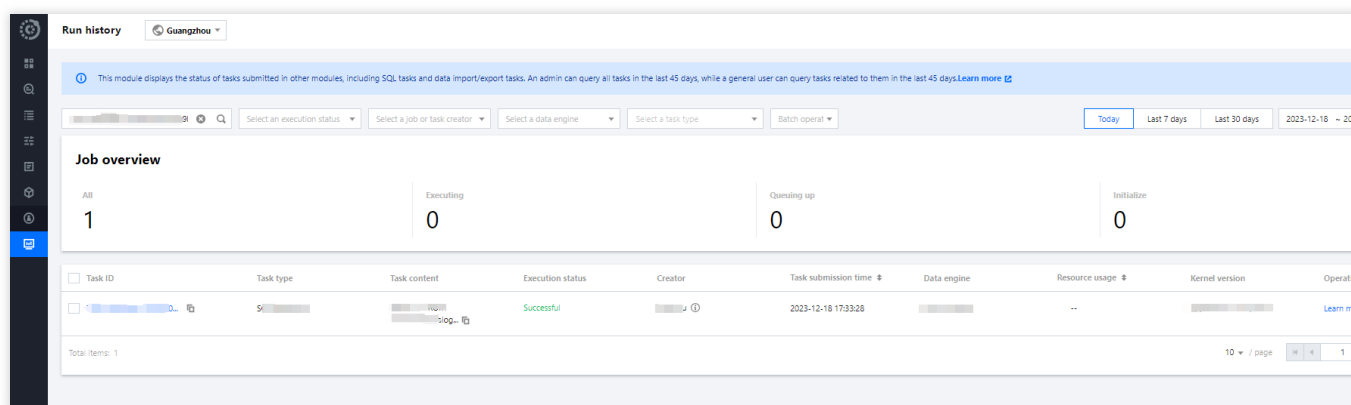 Run history
Guangzhou
This module displays the status of tasks submitted in other modules, including SQL tasks and data import/export tasks. An admin can query all tasks in the last 45 days, while a general user can query tasks related to them in the last 45 days.Learn more
Select an execution status
Select a job or task creator
Select a data engine
Select a task type
Batch operat
Today
Last 7 days
Last 30 days
2023-12-18 ~ 20
Job overview
All
Executing
Queuing up
Initialize
1
0
0
0
Task ID
Task type
Task content
Execution status
Creator
Task submission time
Data engine
Resource usage
Kernel version
Operati
Successful
2023-12-18 17:33:28
--
Learn m
slog...
Total items: 1
10 / page
1